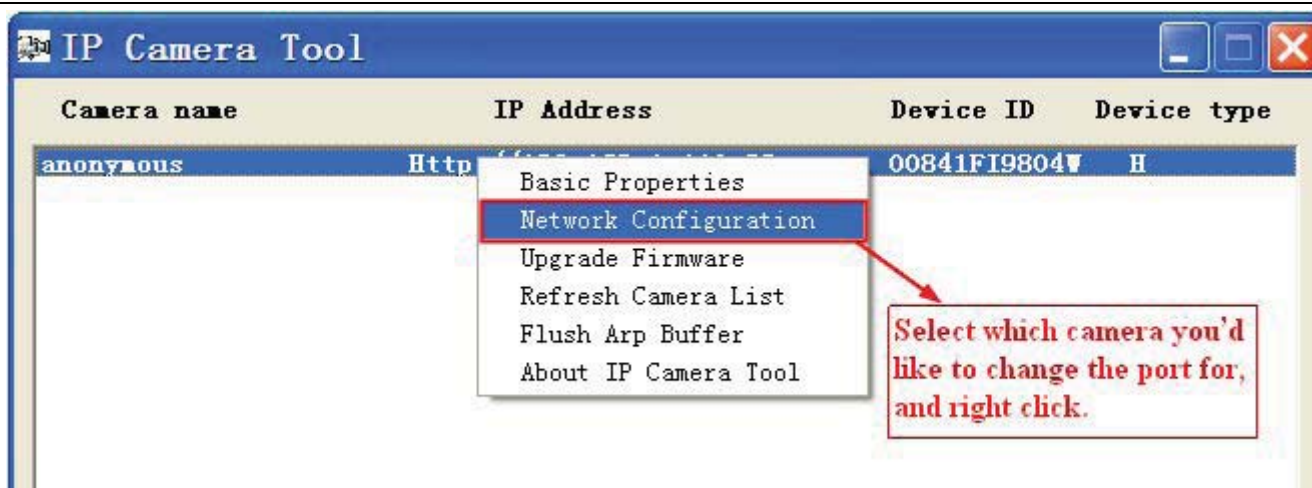 IP Camera Tool
Camera name IP Address Device ID Device type
anonymous Http 00841FI9804W H
Basic Properties
Network Configuration
Upgrade Firmware
Refresh Camera List
Flush Arp Buffer
About IP Camera Tool
Select which camera you'd
like to change the port for,
and right click.